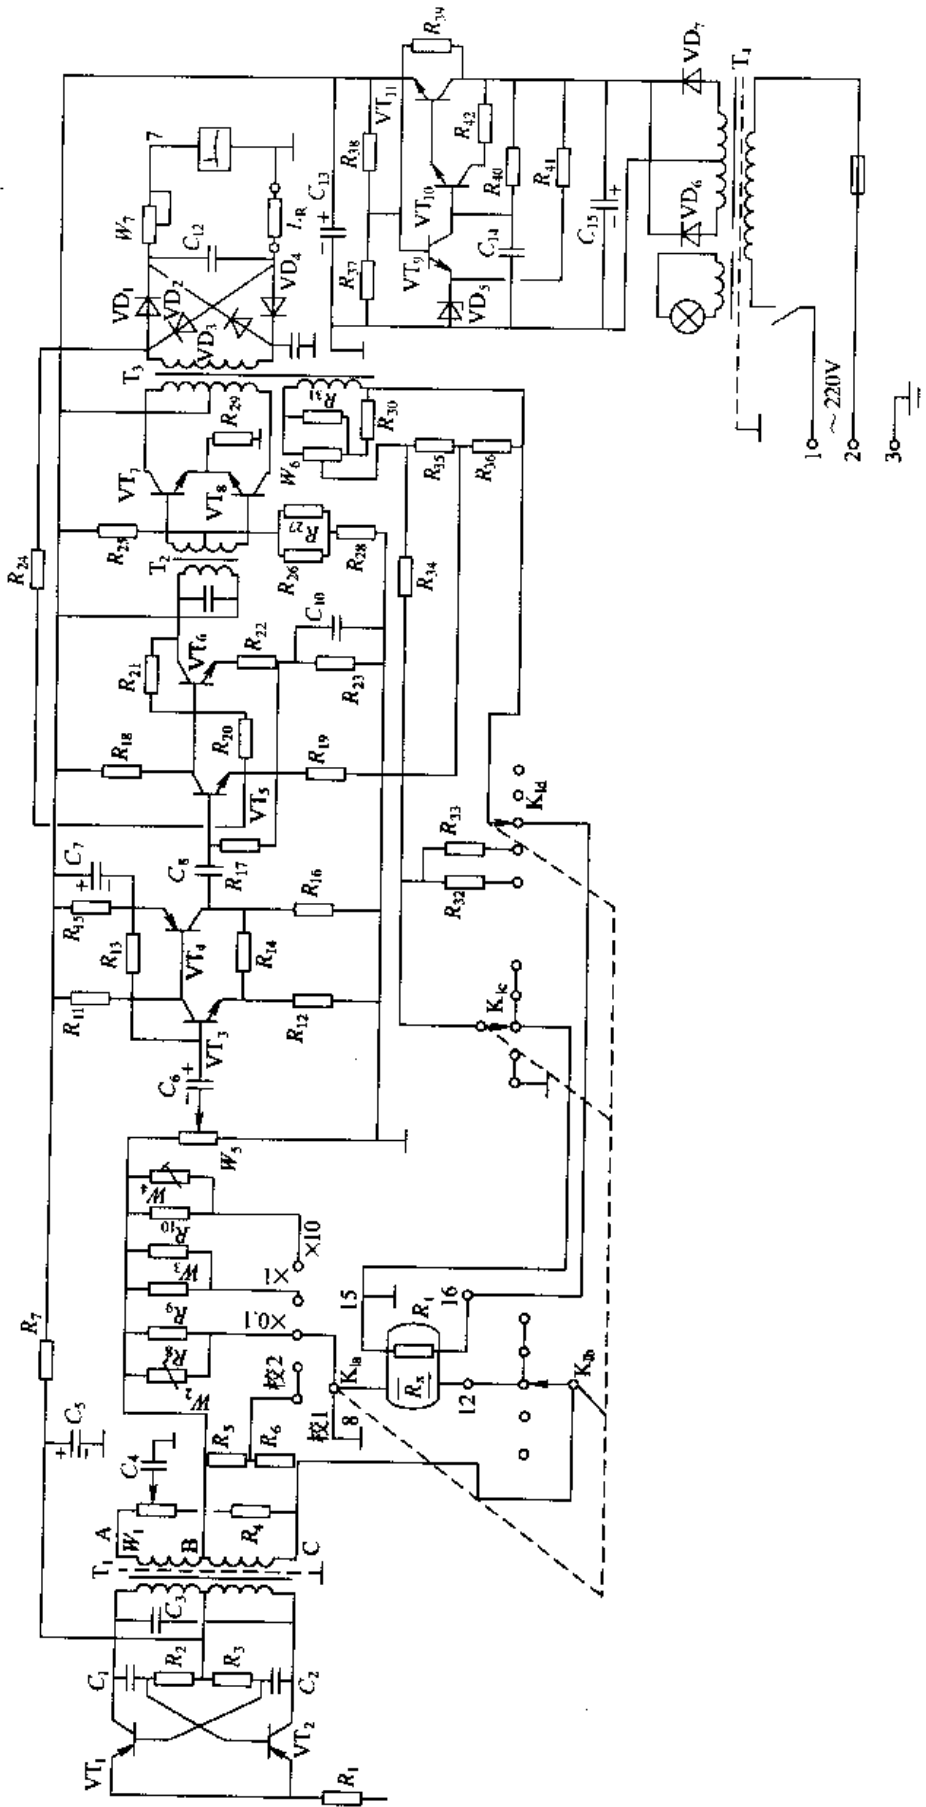 VT₁
VT₂
R₁
C₁
R₂
R₃
C₂
C₃
T₁
A
W₁
B
C
C₄
R₄
C₅
R₇
R₅
R₆
W₂
R₈
R₉
W₃
R₁₀
W₄
校1
校2
×0.1
×1
×10
8
K₁ₐ
Rₓ
12
15
16
W₅
C₆
R₁₁
R₁₂
VT₃
R₁₃
VT₄
R₁₄
R₁₅
R₁₆
C₇
C₈
R₁₇
R₁₈
VT₅
R₁₉
R₂₀
R₂₁
VT₆
R₂₂
R₂₃
C₁₀
R₂₄
T₂
R₂₅
R₂₆
R₂₇
R₂₈
VT₇
VT₈
R₂₉
T₃
W₆
R₃₁
R₃₀
R₃₅
R₃₆
R₃₄
R₃₂
R₃₃
K₁c
K₁d
VD₁
VD₂
VD₃
VD₄
W₇
7
C₁₂
C₁₃
R₃₇
R₃₈
R₃₉
VT₉
VT₁₀
VT₁₁
VD₅
C₁₄
R₄₀
R₄₁
R₄₂
C₁₅
VD₆
VD₇
T₄
1
～220V
2
3